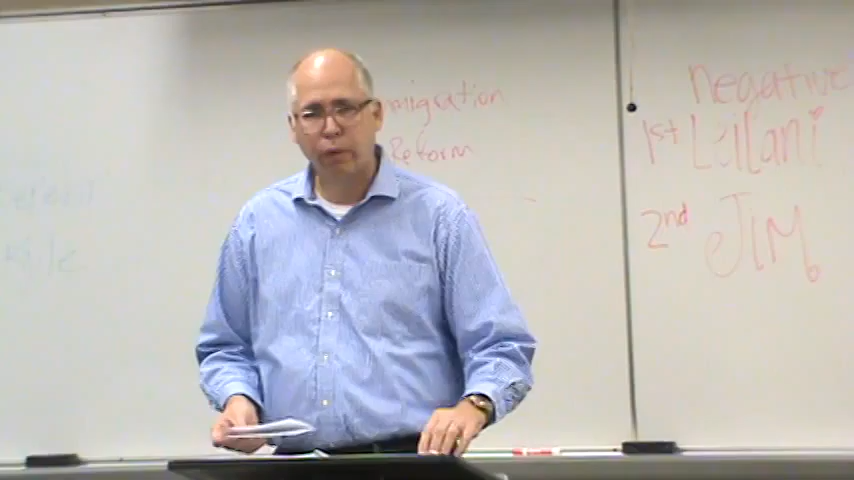 Immigration
Reform
negative
1st Leilani
2nd Jim